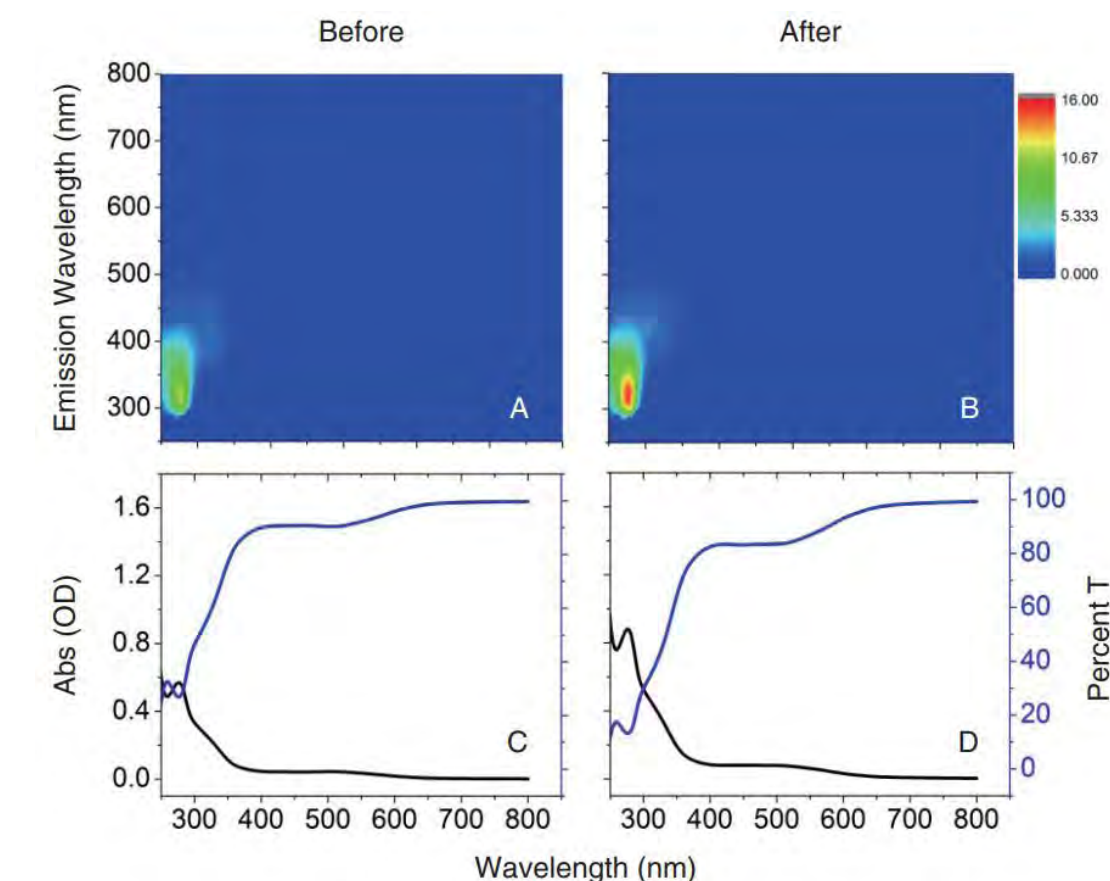 Before
After
Emission Wavelength (nm)
800
700
600
500
400
300
A
B
16.00
10.67
5.333
0.000
Abs (OD)
1.6
1.2
0.8
0.4
0.0
C
D
100
80
60
40
20
0
Percent T
300 400 500 600 700 800
300 400 500 600 700 800
Wavelength (nm)